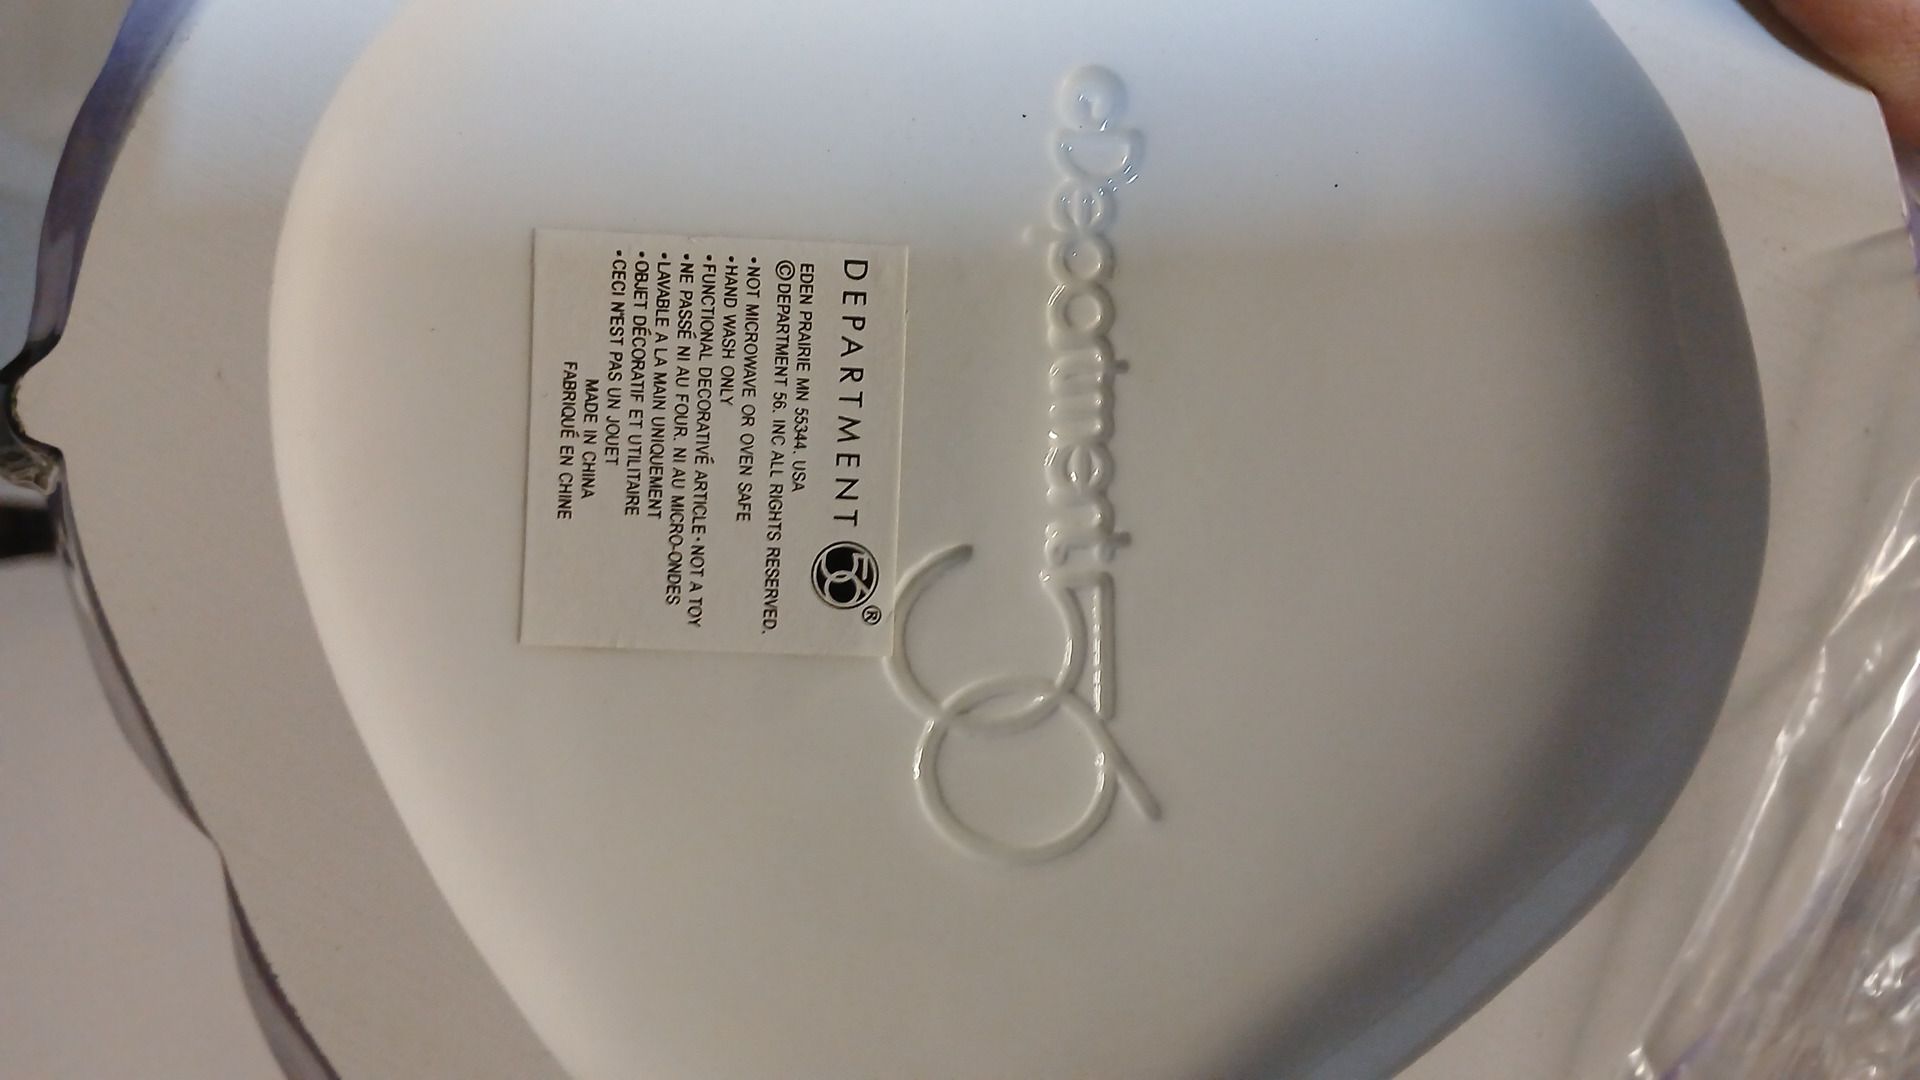 ©Department 56
DEPARTMENT 56®
EDEN PRAIRIE MN 55344. USA
©DEPARTMENT 56. INC ALL RIGHTS RESERVED.
•NOT MICROWAVE OR OVEN SAFE
•HAND WASH ONLY
•FUNCTIONAL DECORATIVÉ ARTICLE•NOT A TOY
•NE PASSÉ NI AU FOUR. NI AU MICRO-ONDES
•LAVABLE À LA MAIN UNIQUEMENT
•OBJET DÉCORATIF ET UTILITAIRE
•CECI N'EST PAS UN JOUET
MADE IN CHINA
FABRIQUÉ EN CHINE